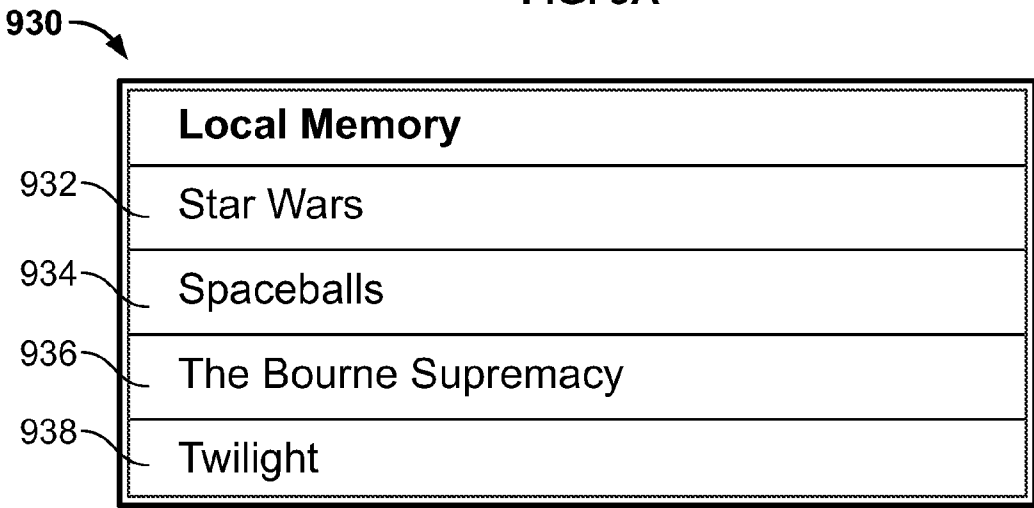 930
Local Memory
932
Star Wars
934
Spaceballs
936
The Bourne Supremacy
938
Twilight